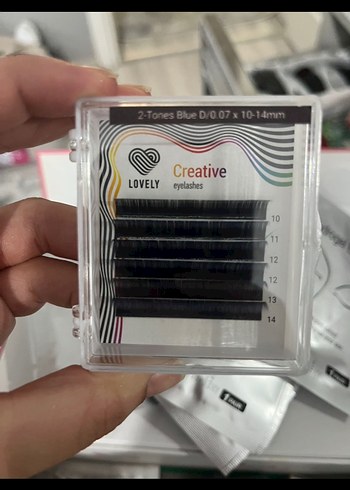 2-Tones Blue D/0.07 x 10-14mm
LOVELY
Creative
eyelashes
10
11
12
12
13
14